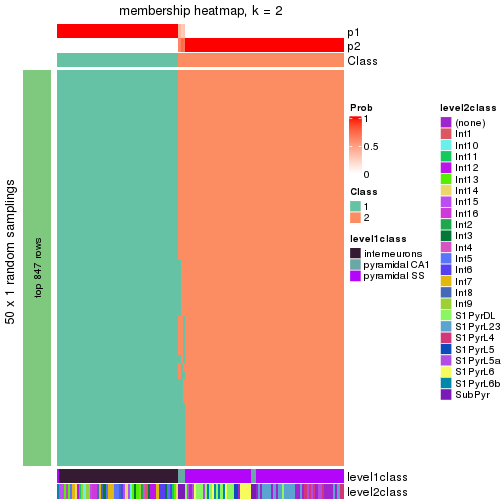 membership heatmap, k = 2
p1
p2
Class
50 x 1 random samplings
top 847 rows
Prob
1
0.5
0
Class
1
2
level1class
interneurons
pyramidal CA1
pyramidal SS
level2class
(none)
Int1
Int10
Int11
Int12
Int13
Int14
Int15
Int16
Int2
Int3
Int4
Int5
Int6
Int7
Int8
Int9
S1PyrDL
S1PyrL23
S1PyrL4
S1PyrL5
S1PyrL5a
S1PyrL6
S1PyrL6b
SubPyr
level1class
level2class